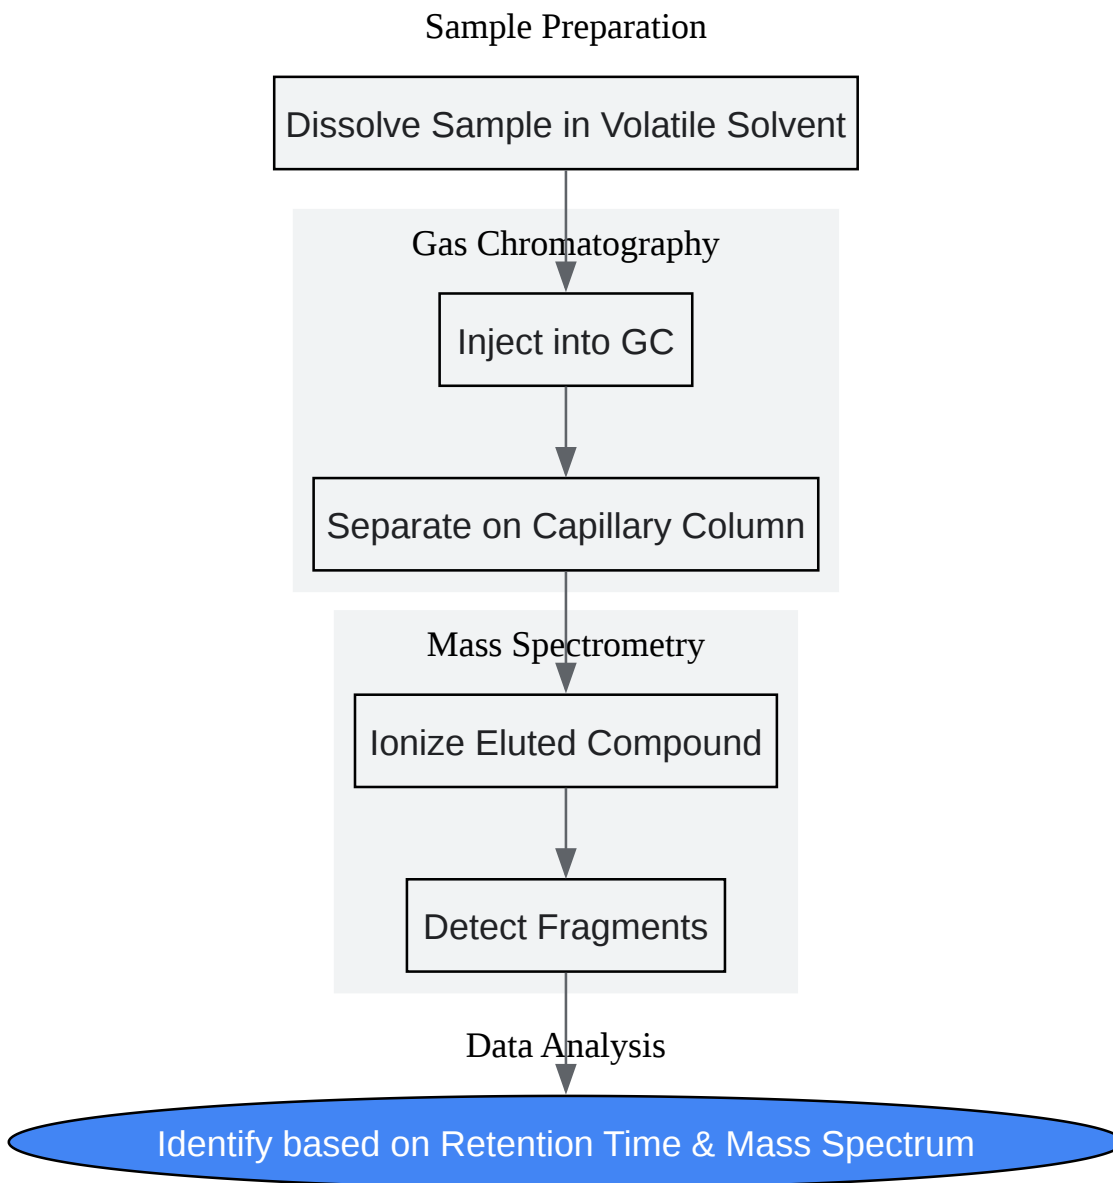 Sample Preparation
Dissolve Sample in Volatile Solvent
Gas Chromatography
Inject into GC
Separate on Capillary Column
Mass Spectrometry
Ionize Eluted Compound
Detect Fragments
Data Analysis
Identify based on Retention Time & Mass Spectrum